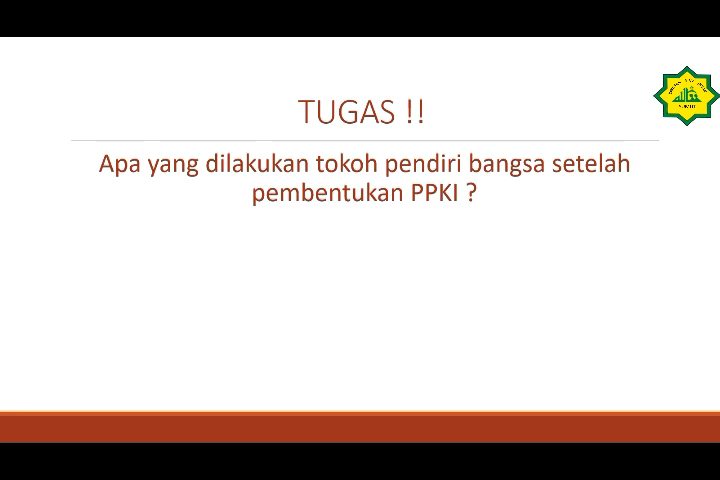 TUGAS !!
Apa yang dilakukan tokoh pendiri bangsa setelah
pembentukan PPKI ?